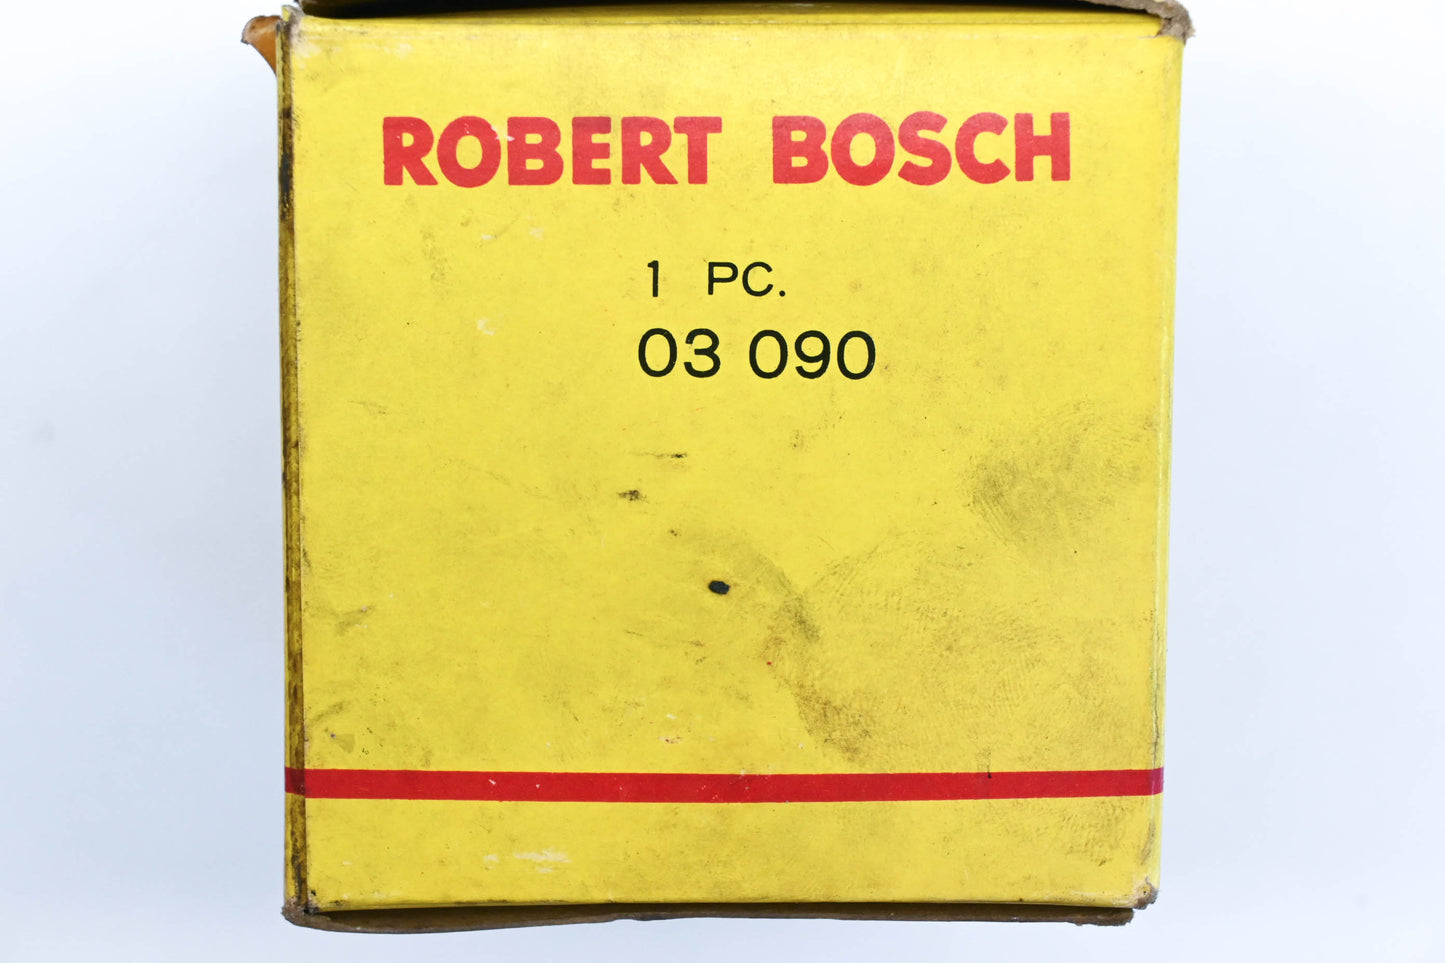 ROBERT BOSCH
1 PC.
03 090